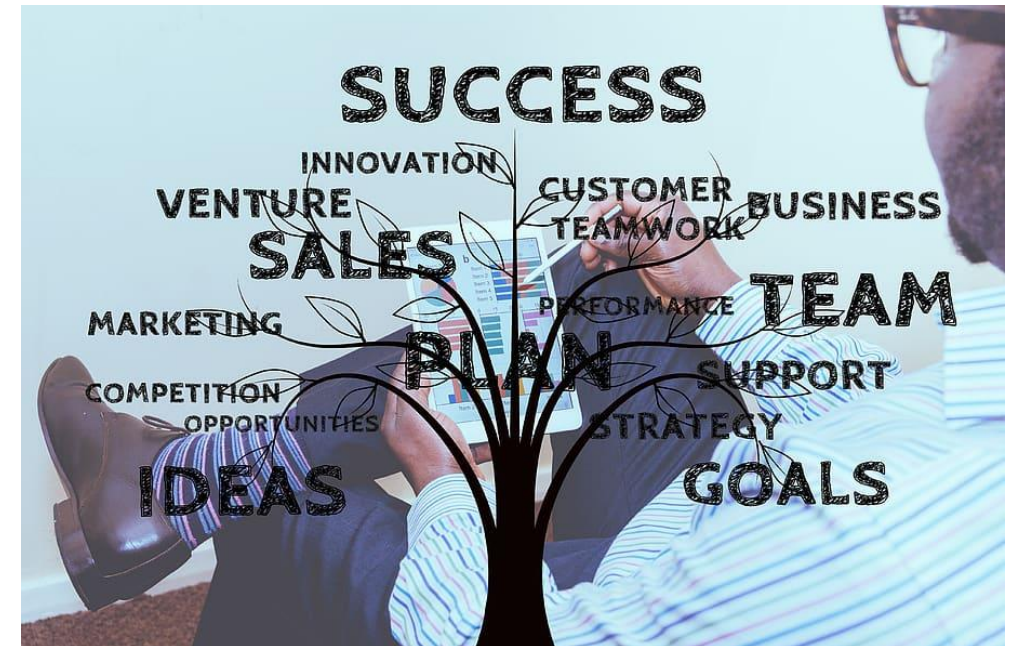 SUCCESS
INNOVATION
CUSTOMER
VENTURE
BUSINESS
TEAMWORK
SALES
TEAM
PERFORMANCE
MARKETING
PLAN
SUPPORT
COMPETITION
OPPORTUNITIES
STRATEGY
IDEAS
GOALS